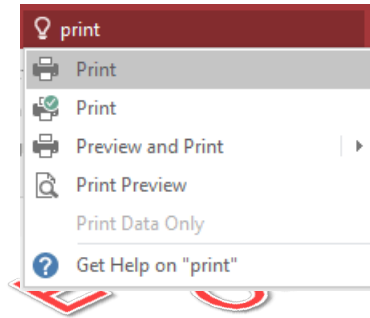 print
Print
Print
Preview and Print
Print Preview
Print Data Only
Get Help on "print"